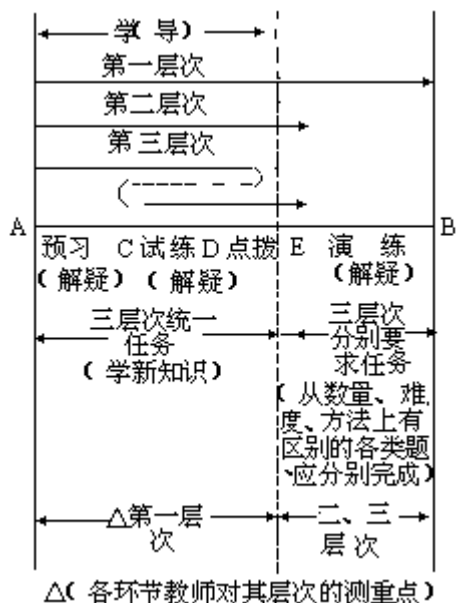 学(导)
第一层次
第二层次
第三层次
A
B
预习 C试练D点拨 E 演 练
(解疑)(解疑) (解疑)
三层次统一
任务
(学新知识)
三层次
分别要
求任务
(从数量、难
度、方法上有
区别的各类题
、应分别完成)
△第一层
次
二、三
层次
△(各环节教师对其层次的测重点)